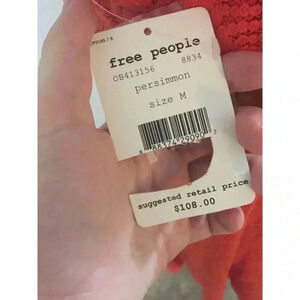 free people
OB413156 8834
persimmon
size M
suggested retail price
$108.00